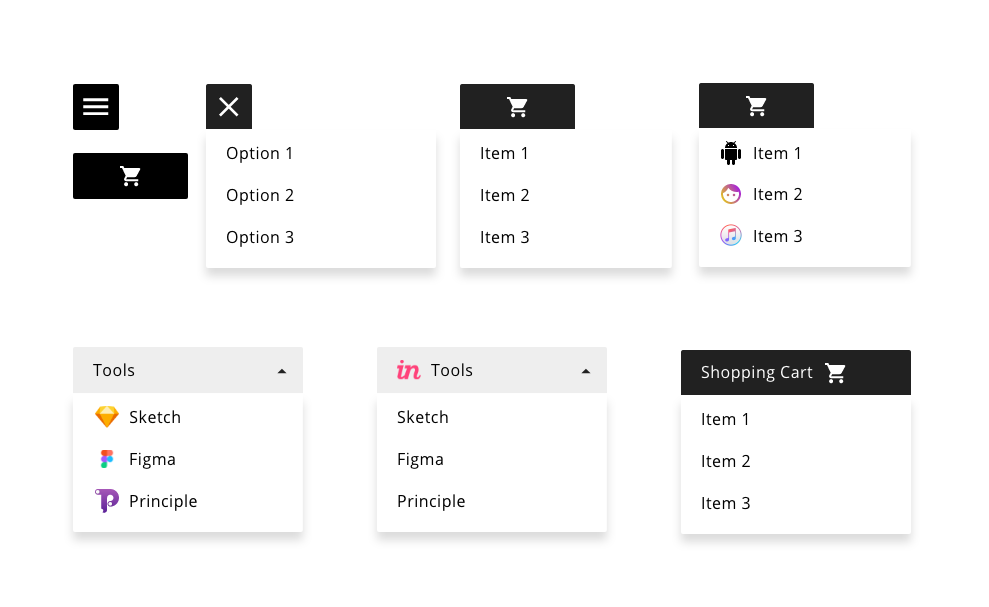 Option 1
Option 2
Option 3
Item 1
Item 2
Item 3
Item 1
Item 2
Item 3
Tools
Sketch
Figma
Principle
in Tools
Sketch
Figma
Principle
Shopping Cart
Item 1
Item 2
Item 3